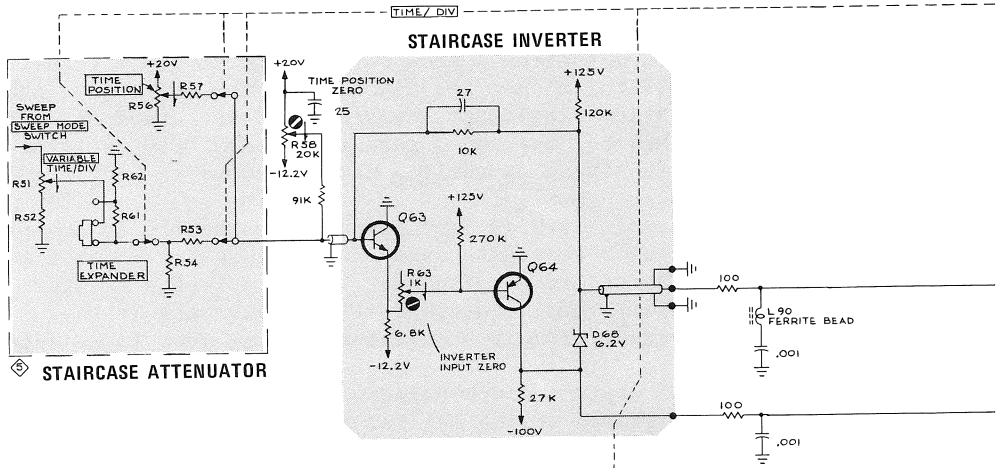 TIME/ DIV
STAIRCASE INVERTER
+20V
TIME
POSITION
R57
R56
SWEEP
FROM
SWEEP MODE
SWITCH
VARIABLE
TIME/DIV
R51
R62
R52
R61
R53
R54
TIME
EXPANDER
+20V
TIME POSITION
ZERO
25
R58
20K
-12.2V
91K
+125V
27
120K
10K
Q63
+125V
270K
R63
1K
Q64
6.8K
-12.2V
INVERTER
INPUT ZERO
D68
6.2V
27K
-100V
100
L90
FERRITE BEAD
.001
100
.001
5
STAIRCASE ATTENUATOR